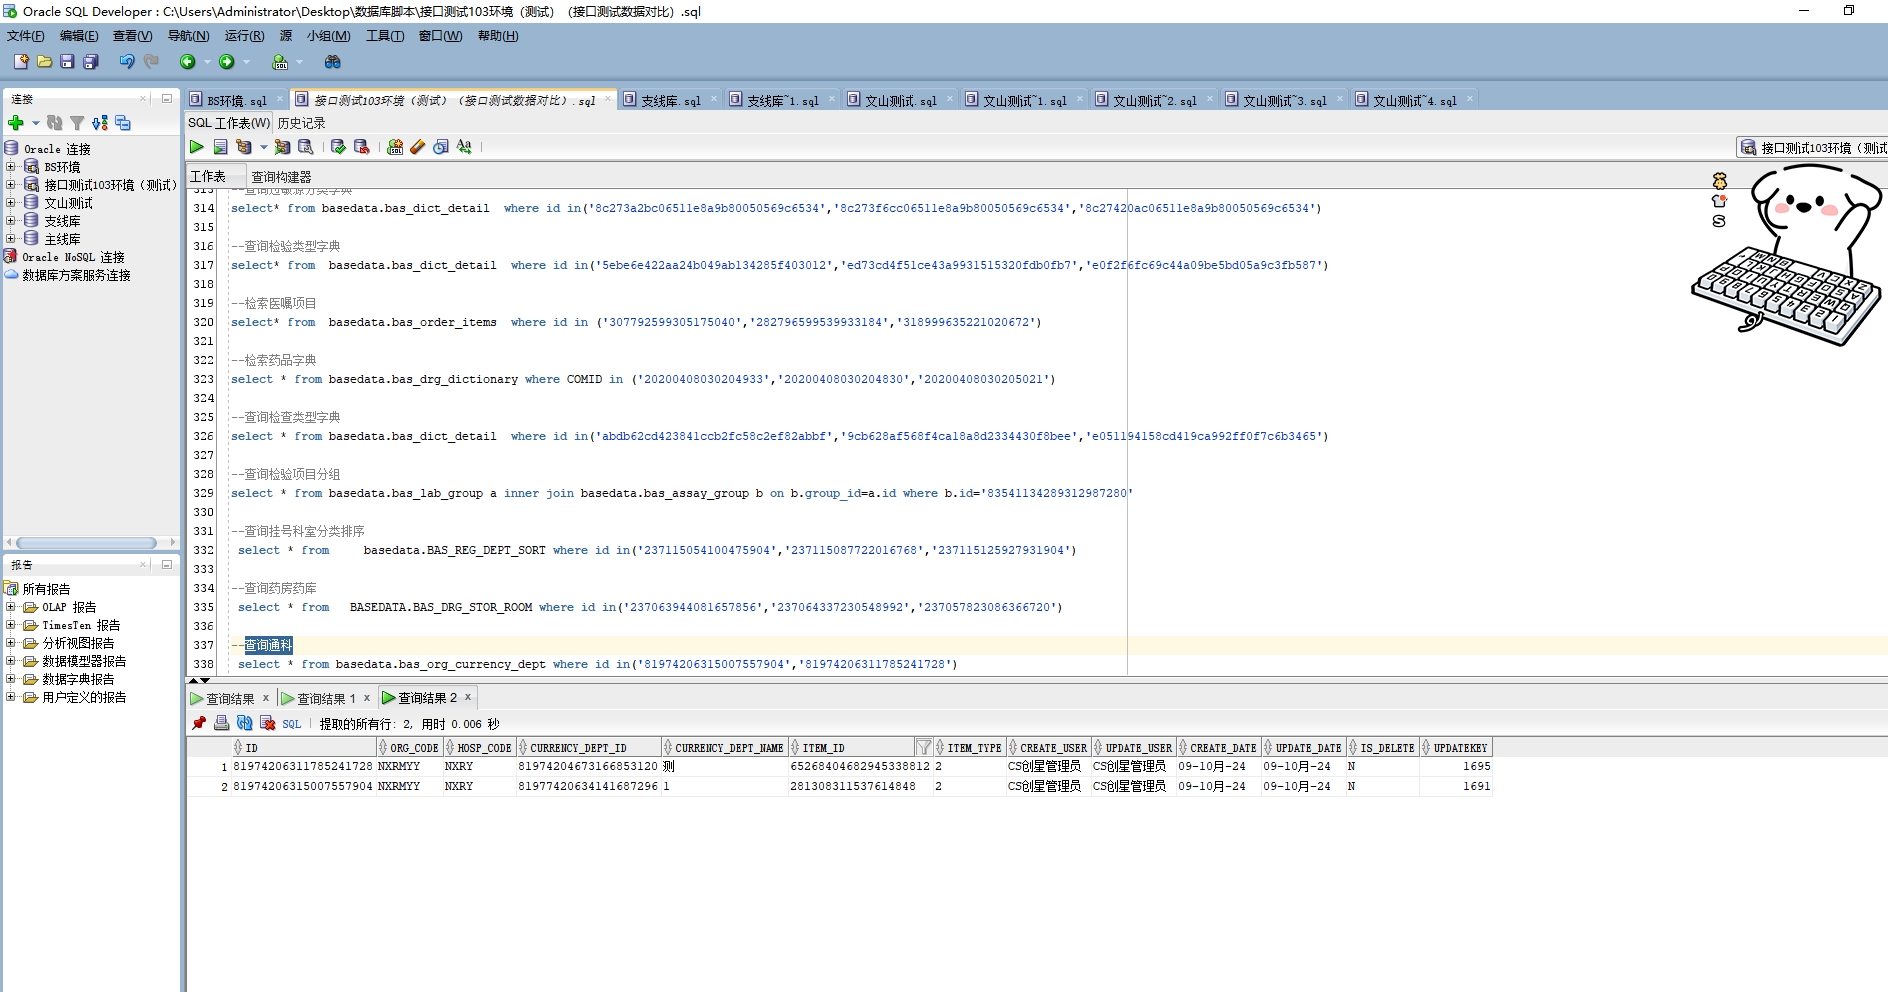 Oracle SQL Developer : C:\Users\Administrator\Desktop\数据库脚本\接口测试103环境（测试）（接口测试数据对比）.sql
文件(F) 编辑(E) 查看(V) 导航(N) 运行(R) 源 小组(M) 工具(T) 窗口(W) 帮助(H)
连接
BS环境.sql 接口测试103环境（测试）（接口测试数据对比）.sql 支线库.sql 支线库~1.sql 文山测试.sql 文山测试~1.sql 文山测试~2.sql 文山测试~3.sql 文山测试~4.sql
SQL 工作表(W) 历史记录
接口测试103环境（测试
Oracle 连接
BS环境
接口测试103环境（测试）
文山测试
支线库
主线库
Oracle NoSQL 连接
数据库方案服务连接
报告
所有报告
OLAP 报告
TimesTen 报告
分析视图报告
数据模型器报告
数据字典报告
用户定义的报告
工作表 查询构建器
313 --查询过敏原分类字典
314 select* from basedata.bas_dict_detail where id in('8c273a2bc06511e8a9b80050569c6534','8c273f6cc06511e8a9b80050569c6534','8c27420ac06511e8a9b80050569c6534')
315
316 --查询检验类型字典
317 select* from basedata.bas_dict_detail where id in('5ebe6e422aa24b049ab134285f403012','ed73cd4f51ce43a9931515320fdb0fb7','e0f2f6fc69c44a09be5bd05a9c3fb587')
318
319 --检索医嘱项目
320 select* from basedata.bas_order_items where id in ('307792599305175040','282796599539933184','318999635221020672')
321
322 --检索药品字典
323 select * from basedata.bas_drg_dictionary where COMID in ('20200408030204933','20200408030204830','20200408030205021')
324
325 --查询检查类型字典
326 select * from basedata.bas_dict_detail where id in('abdb62cd423841ccb2fc58c2ef82abbf','9cb628af568f4ca18a8d2334430f8bee','e051194158cd419ca992ff0f7c6b3465')
327
328 --查询检验项目分组
329 select * from basedata.bas_lab_group a inner join basedata.bas_assay_group b on b.group_id=a.id where b.id='83541134289312987280'
330
331 --查询挂号科室分类排序
332 select * from basedata.BAS_REG_DEPT_SORT where id in('237115054100475904','237115087722016768','237115125927931904')
333
334 --查询药房药库
335 select * from BASEDATA.BAS_DRG_STOR_ROOM where id in('237063944081657856','237064337230548992','237057823086366720')
336
337 --查询通科
338 select * from basedata.bas_org_currency_dept where id in('81974206315007557904','81974206311785241728')
查询结果 x 查询结果 1 x 查询结果 2 x
SQL 提取的所有行: 2, 用时 0.006 秒
ID ORG_CODE HOSP_CODE CURRENCY_DEPT_ID CURRENCY_DEPT_NAME ITEM_ID ITEM_TYPE CREATE_USER UPDATE_USER CREATE_DATE UPDATE_DATE IS_DELETE UPDATEKEY
1 81974206311785241728 NXRMYY NXRY 81974204673166853120 测 65268404682945338812 2 CS创星管理员 CS创星管理员 09-10月-24 09-10月-24 N 1695
2 81974206315007557904 NXRMYY NXRY 81977420634141687296 1 281308311537614848 2 CS创星管理员 CS创星管理员 09-10月-24 09-10月-24 N 1691